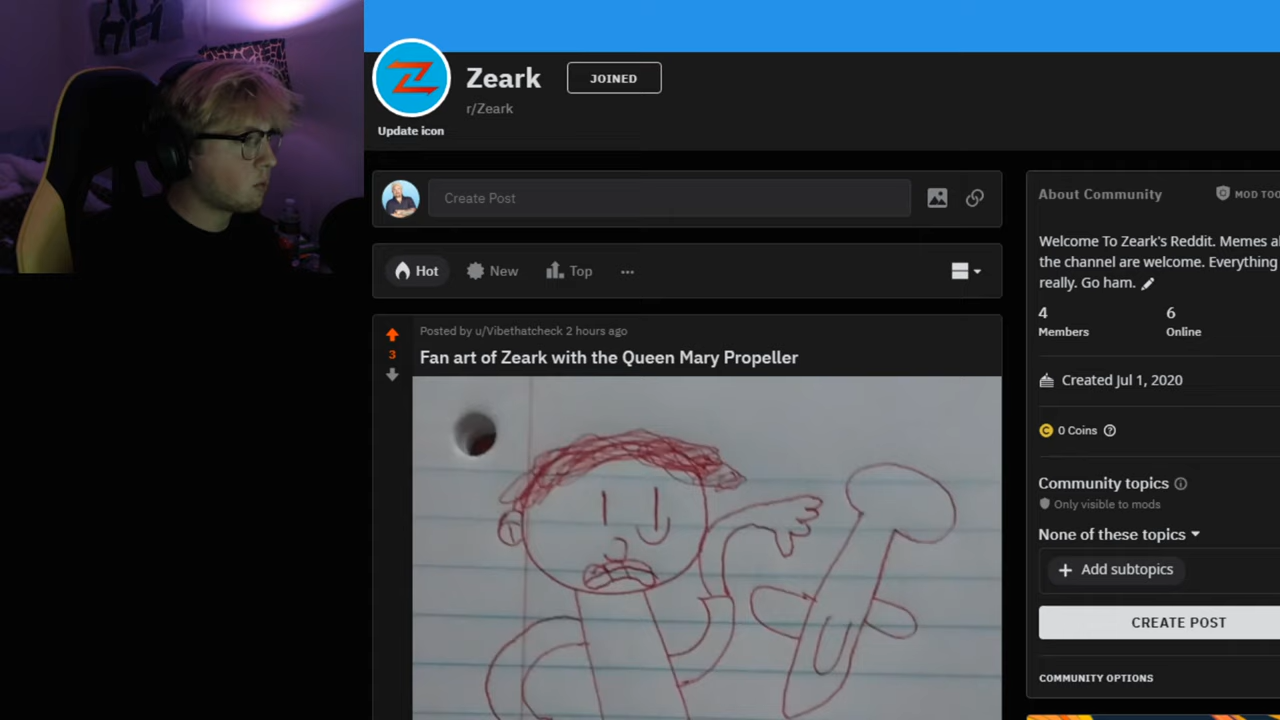 Zeark
JOINED
r/Zeark
Update icon
Create Post
Hot
New
Top
Posted by u/Vibethatcheck 2 hours ago
3
Fan art of Zeark with the Queen Mary Propeller
About Community
MOD TOO
Welcome To Zeark's Reddit. Memes a
the channel are welcome. Everything
really. Go ham.
4
6
Members
Online
Created Jul 1, 2020
0 Coins
Community topics
Only visible to mods
None of these topics
+ Add subtopics
CREATE POST
COMMUNITY OPTIONS